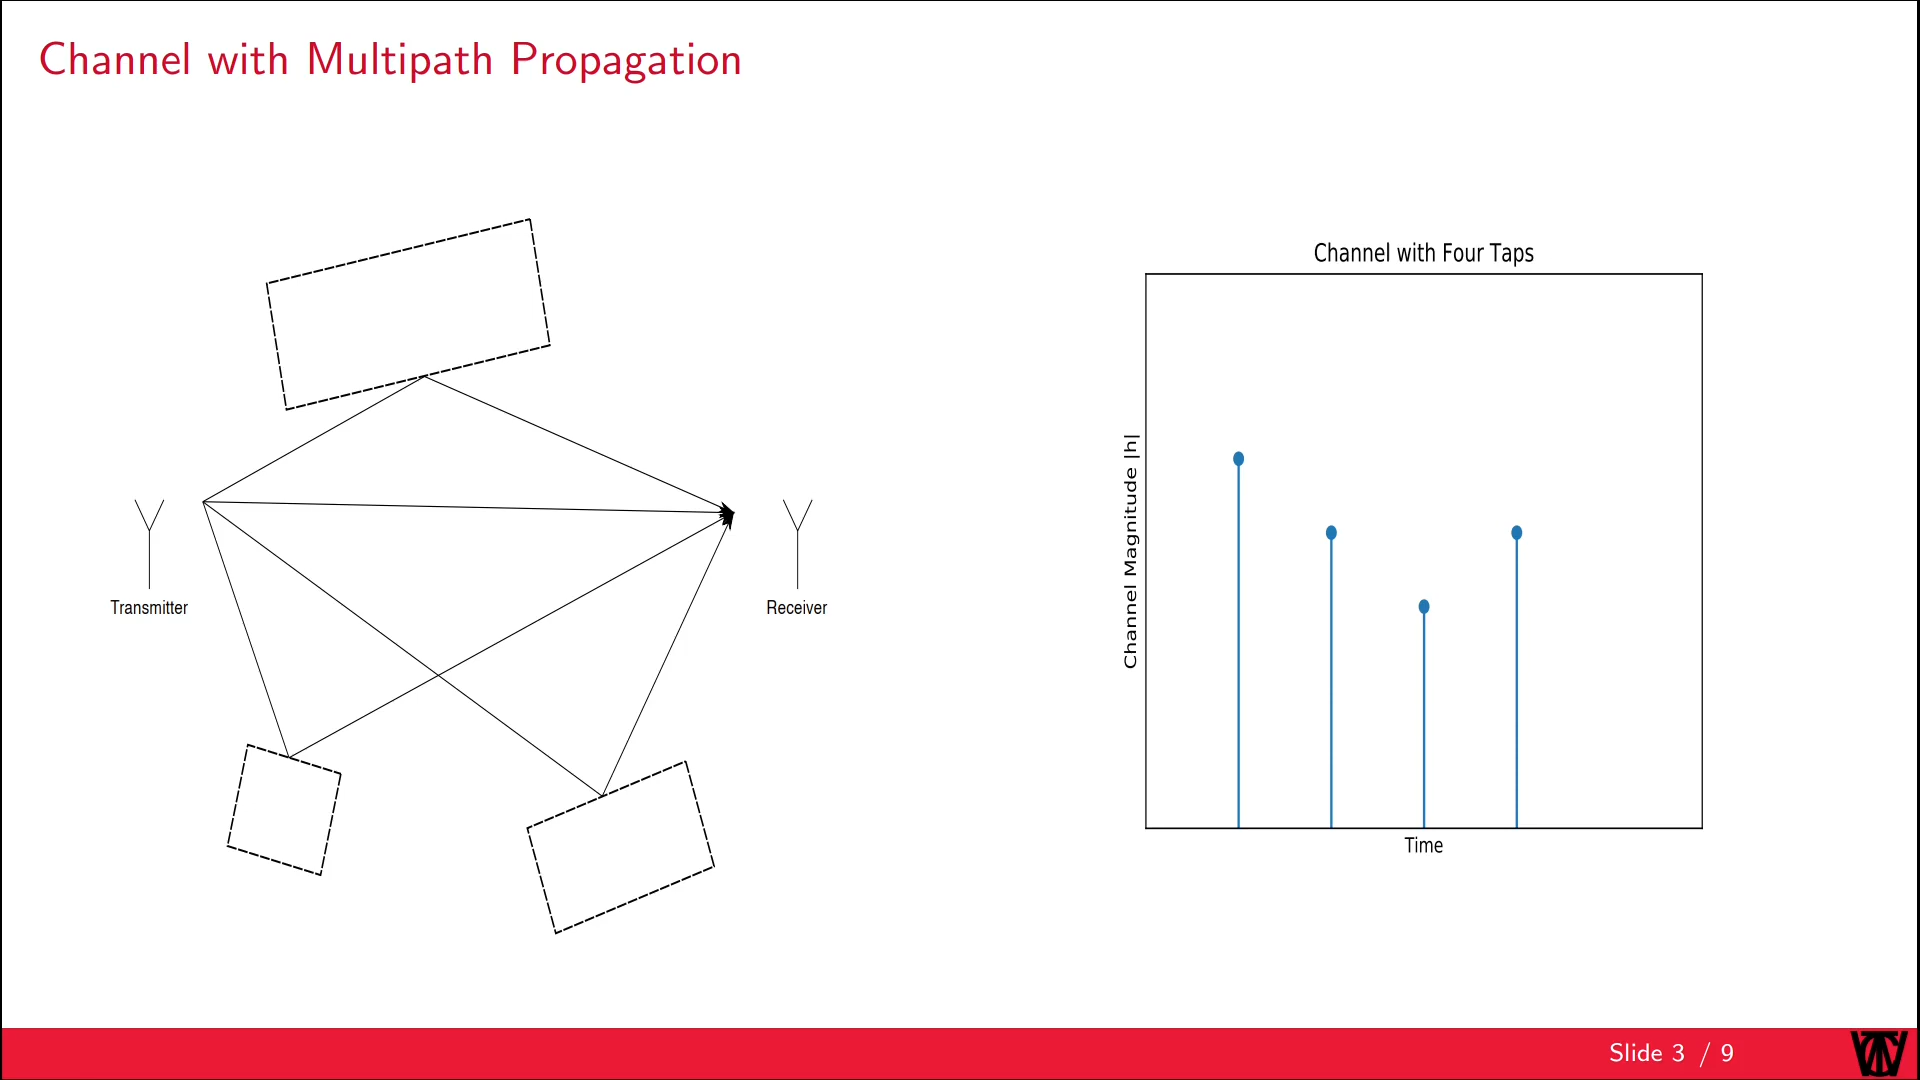 Channel with Multipath Propagation
Transmitter
Receiver
Channel with Four Taps
Channel Magnitude |h|
Time
Slide 3 / 9